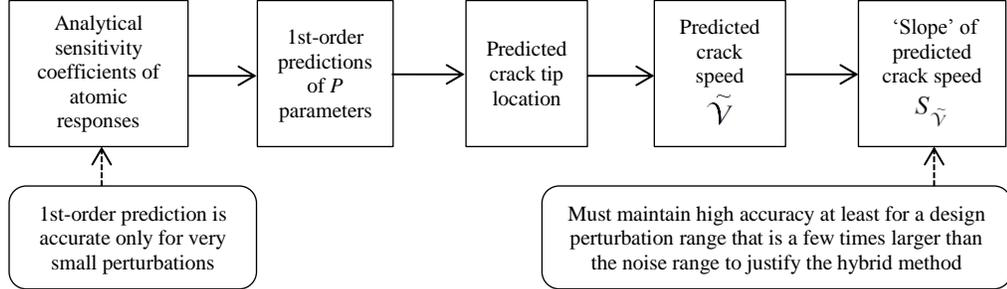 Analytical
sensitivity
coefficients of
atomic
responses
1st-order
predictions
of P
parameters
Predicted
crack tip
location
Predicted
crack
speed
𝒱̃
‘Slope’ of
predicted
crack speed
S_𝒱̃
1st-order prediction is
accurate only for very
small perturbations
Must maintain high accuracy at least for a design
perturbation range that is a few times larger than
the noise range to justify the hybrid method